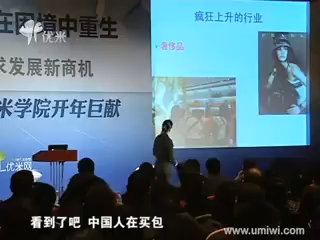 在困境中重生
优米
求发展新商机
米学院开年巨献
优米网
疯狂上升的行业
奢侈品
看到了吧 中国人在买包
www.umiwi.com